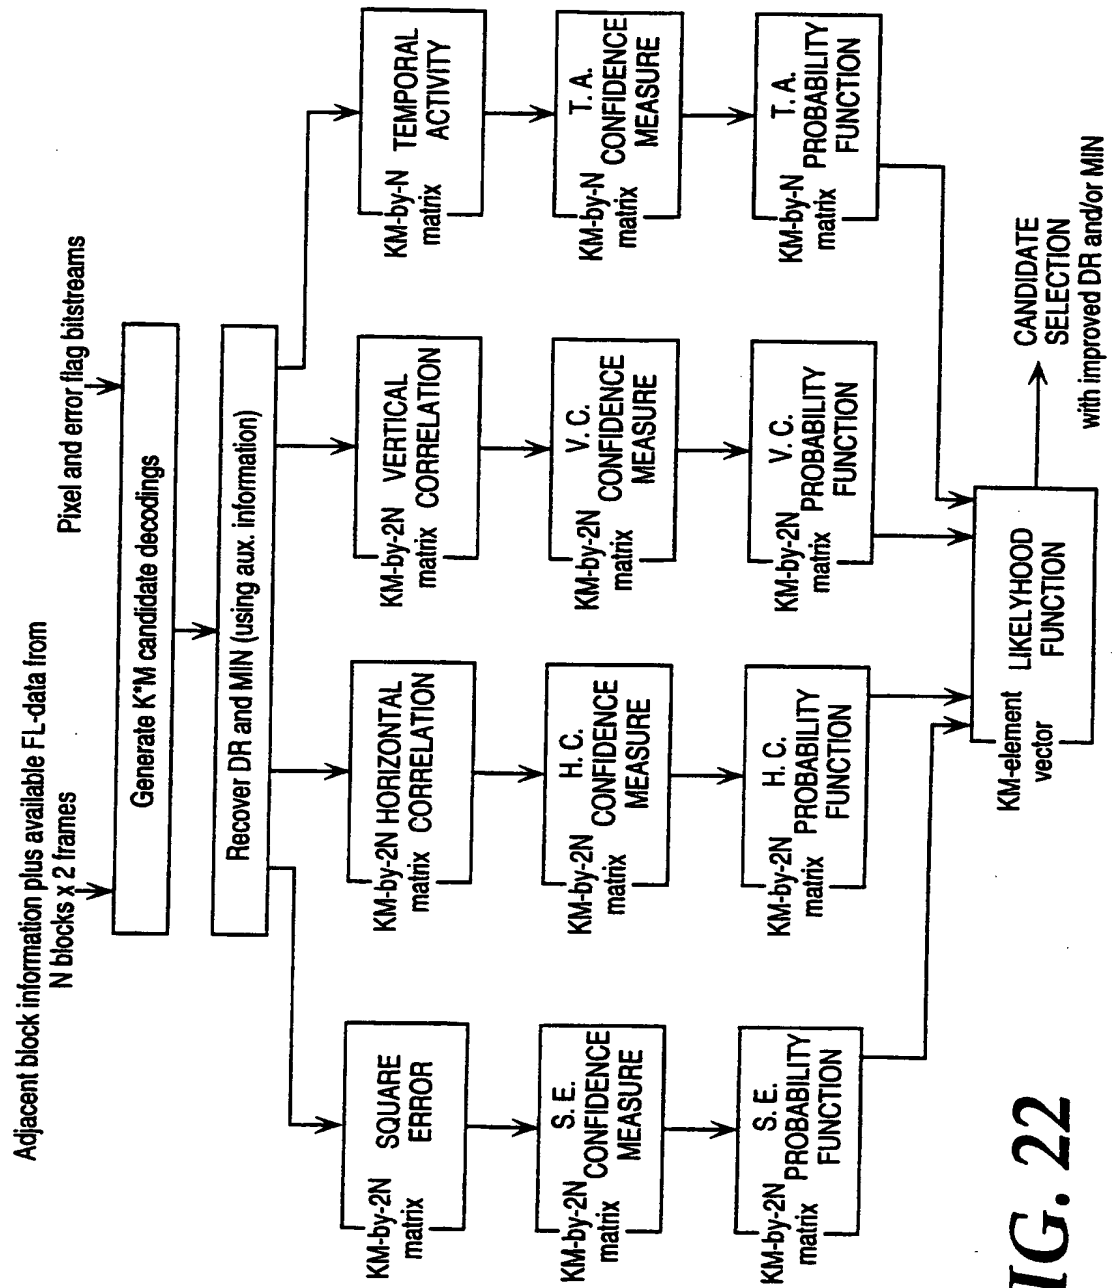 Adjacent block information plus available FL-data from
N blocks x 2 frames
Pixel and error flag bitstreams
Generate K*M candidate decodings
Recover DR and MIN (using aux. information)
KM-by-2N
matrix
SQUARE
ERROR
KM-by-2N
matrix
HORIZONTAL
CORRELATION
KM-by-2N
matrix
VERTICAL
CORRELATION
KM-by-N
matrix
TEMPORAL
ACTIVITY
KM-by-2N
matrix
S. E.
CONFIDENCE
MEASURE
KM-by-2N
matrix
H. C.
CONFIDENCE
MEASURE
KM-by-2N
matrix
V. C.
CONFIDENCE
MEASURE
KM-by-N
matrix
T. A.
CONFIDENCE
MEASURE
KM-by-2N
matrix
S. E.
PROBABILITY
FUNCTION
KM-by-2N
matrix
H. C.
PROBABILITY
FUNCTION
KM-by-2N
matrix
V. C.
PROBABILITY
FUNCTION
KM-by-N
matrix
T. A.
PROBABILITY
FUNCTION
KM-element
vector
LIKELYHOOD
FUNCTION
CANDIDATE
SELECTION
with improved DR and/or MIN
IG. 22